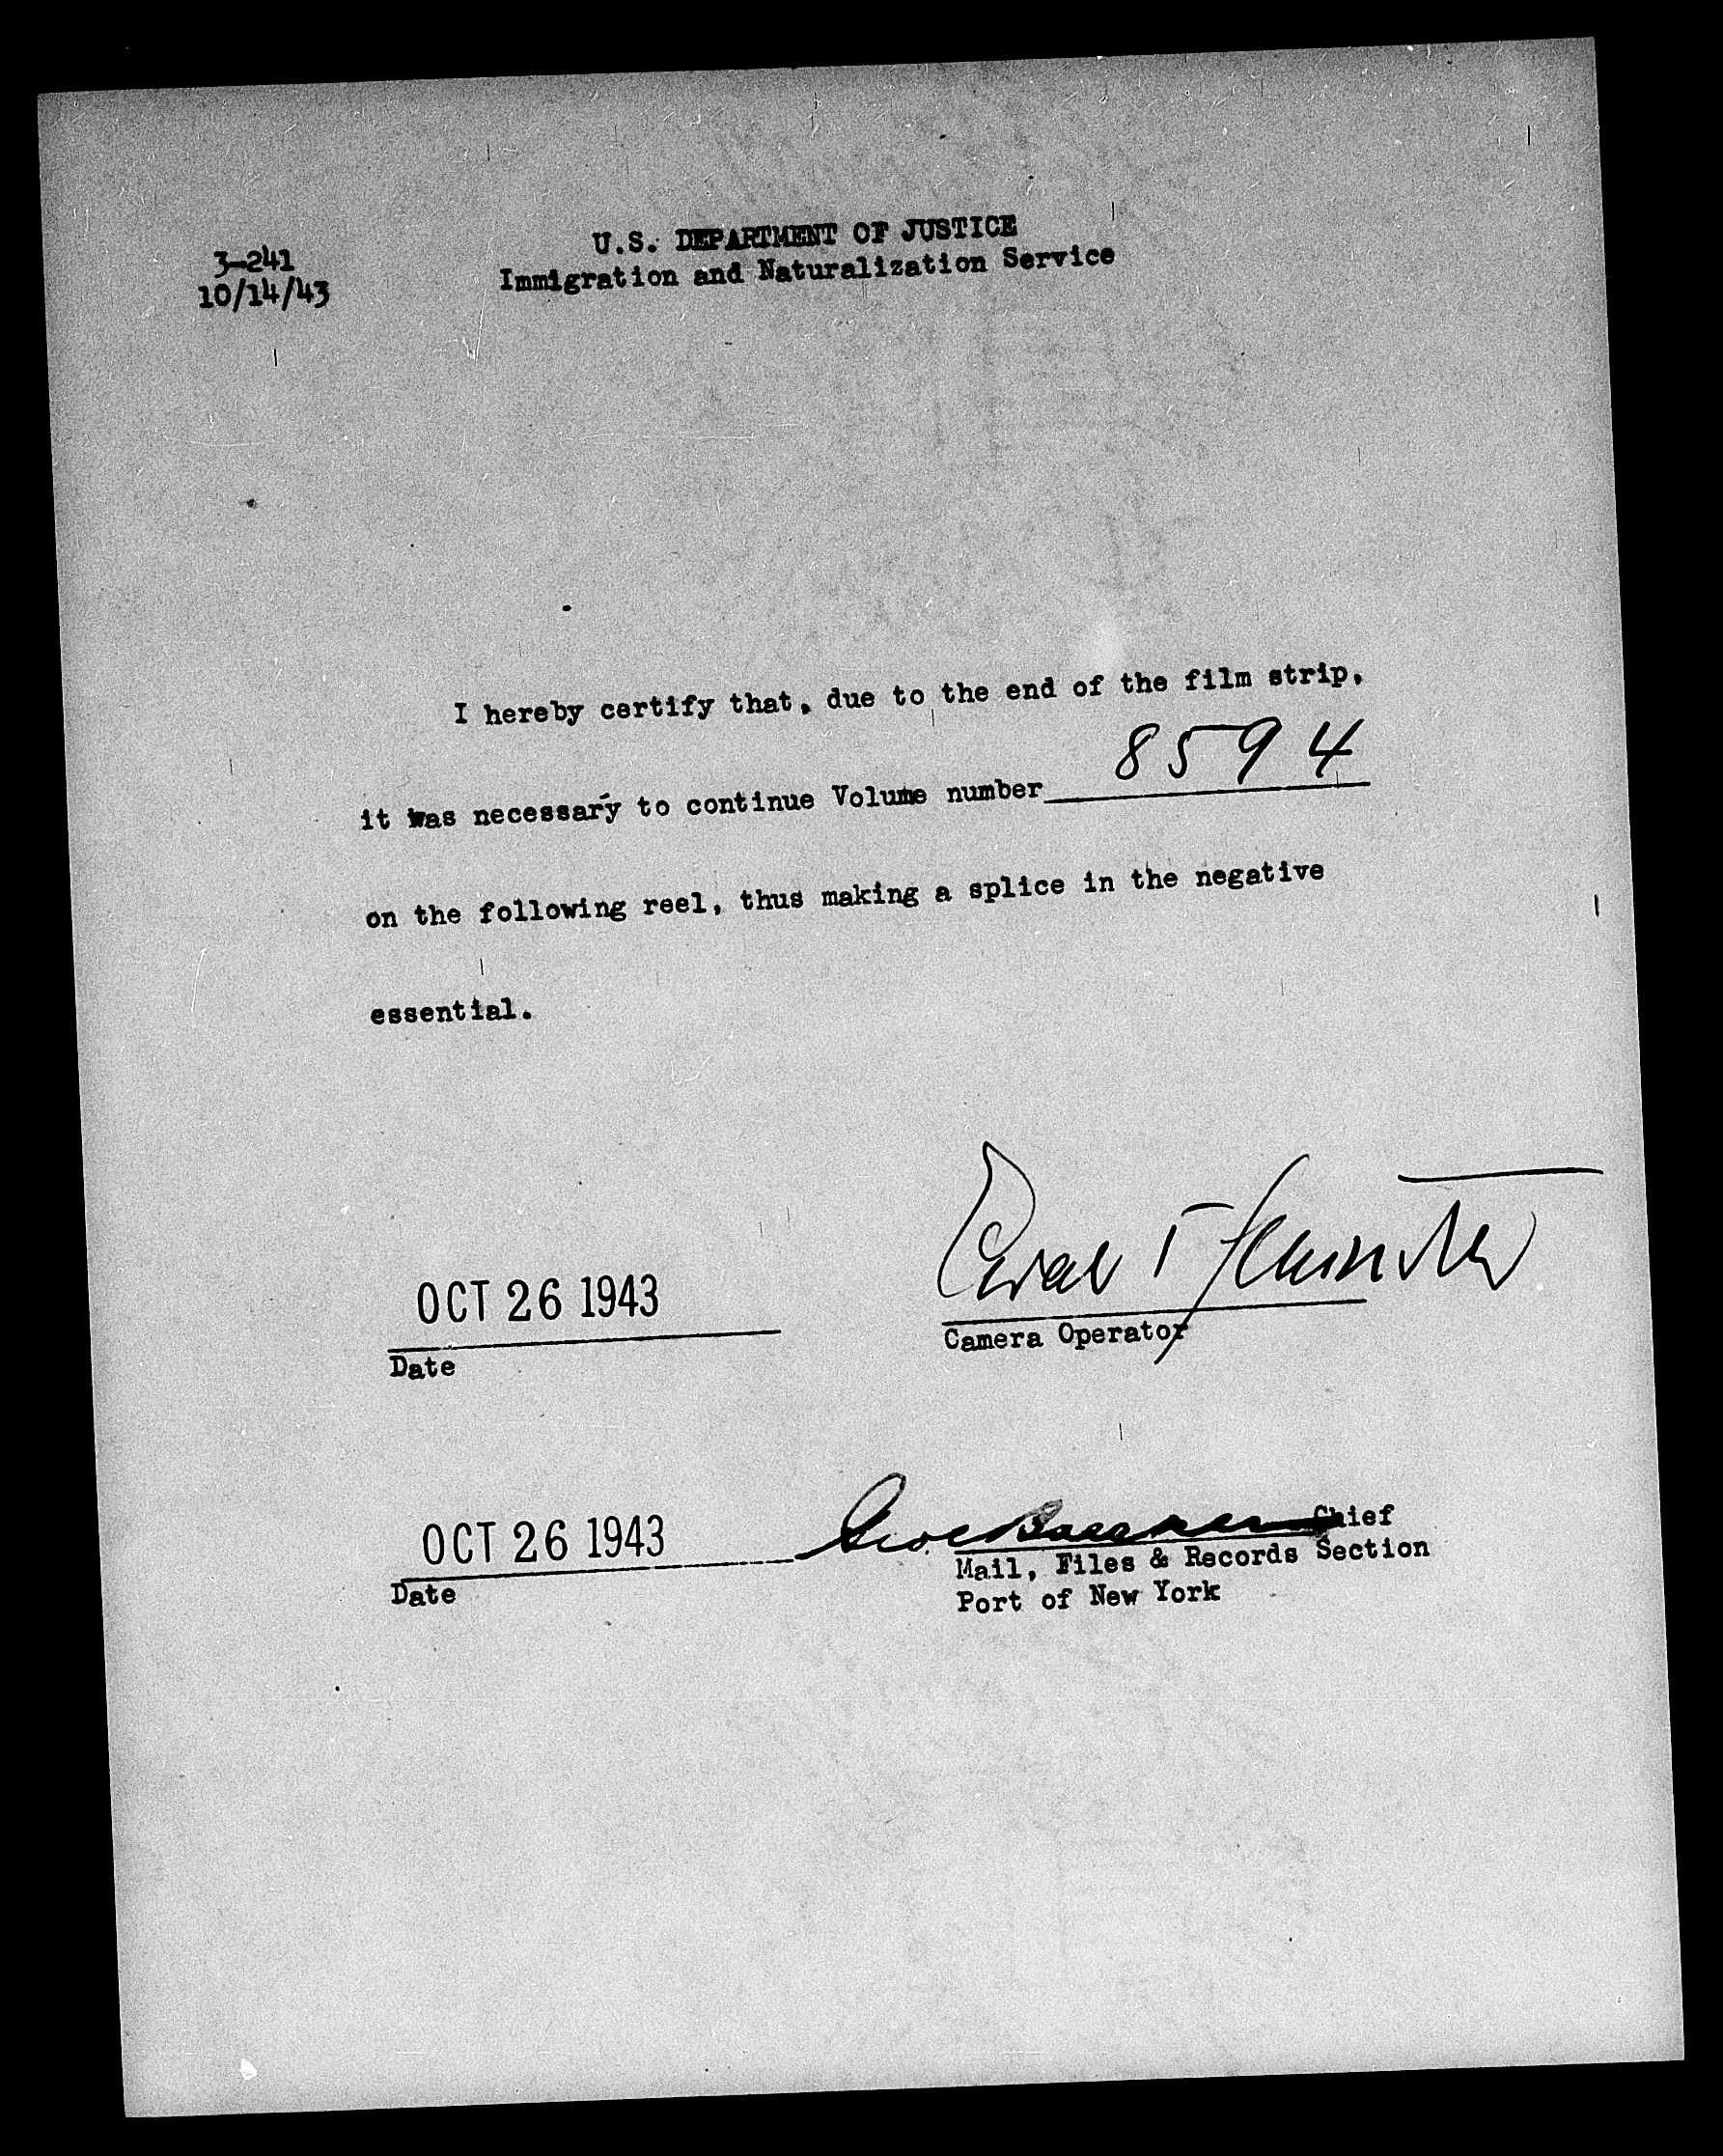 3-241
10/14/43
U.S. DEPARTMENT OF JUSTICE
Immigration and Naturalization Service
I hereby certify that, due to the end of the film strip,
it was necessary to continue Volume number 8594
on the following reel, thus making a splice in the negative
essential.
OCT 26 1943
Date
Camera Operator
OCT 26 1943
Date
Chief
Mail, Files & Records Section
Port of New York